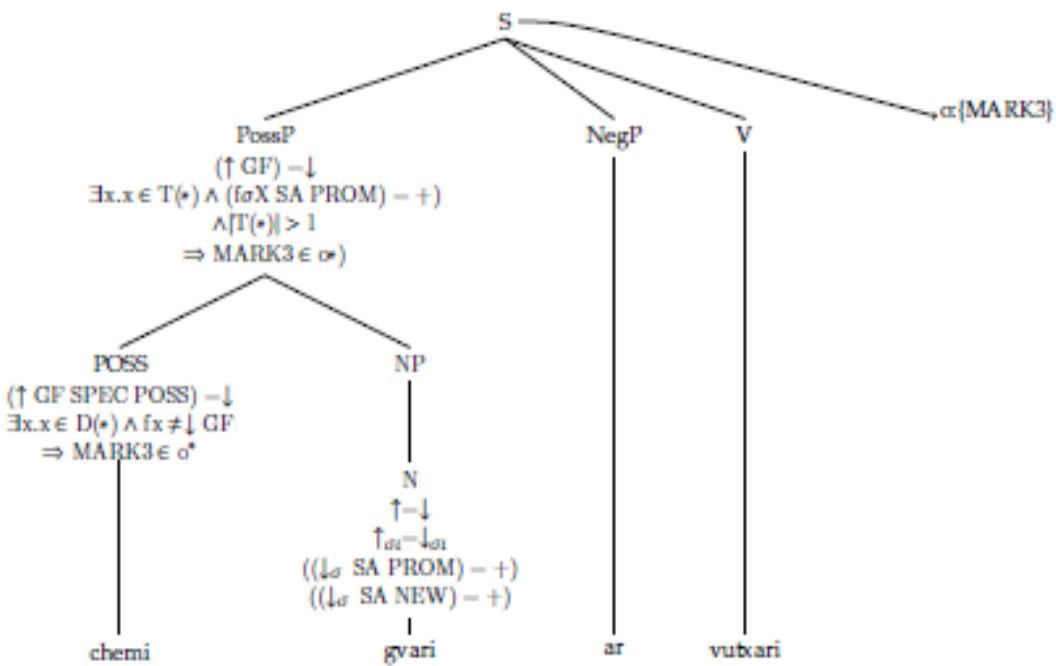 S
α{MARK3}
PossP
NegP
V
(↑ GF) −↓
∃x.x ∈ T(*) ∧ (fσX SA PROM) − +)
∧|T(*)| > 1
⇒ MARK3 ∈ o*)
POSS
NP
(↑ GF SPEC POSS) −↓
∃x.x ∈ D(*) ∧ fx ≠↓ GF
⇒ MARK3 ∈ o*
N
↑−↓
↑σι−↓σι
((↓σ SA PROM) − +)
((↓σ SA NEW) − +)
chemi
gvari
ar
vutxari